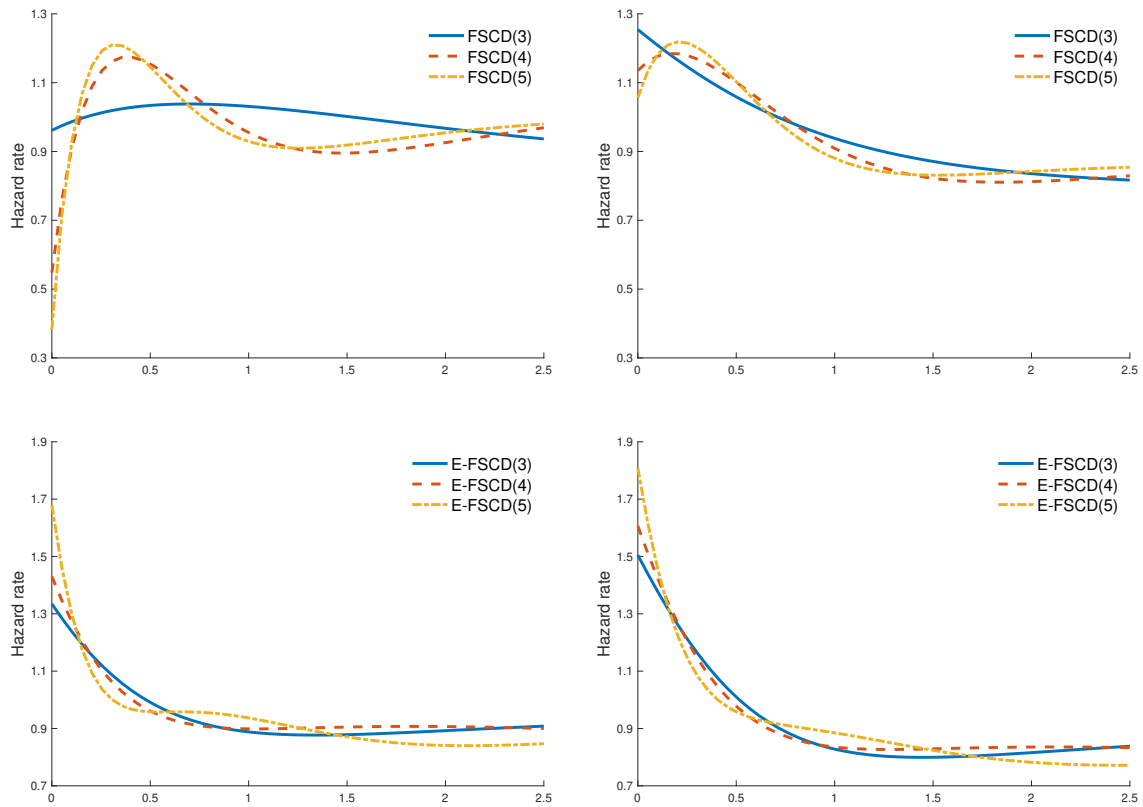 1.3
1.1
0.9
0.7
0.5
0.3
Hazard rate
FSCD(3)
FSCD(4)
FSCD(5)
0 0.5 1 1.5 2 2.5
1.3
1.1
0.9
0.7
0.5
0.3
Hazard rate
FSCD(3)
FSCD(4)
FSCD(5)
0 0.5 1 1.5 2 2.5
1.9
1.7
1.5
1.3
1.1
0.9
0.7
Hazard rate
E-FSCD(3)
E-FSCD(4)
E-FSCD(5)
0 0.5 1 1.5 2 2.5
1.9
1.7
1.5
1.3
1.1
0.9
0.7
Hazard rate
E-FSCD(3)
E-FSCD(4)
E-FSCD(5)
0 0.5 1 1.5 2 2.5